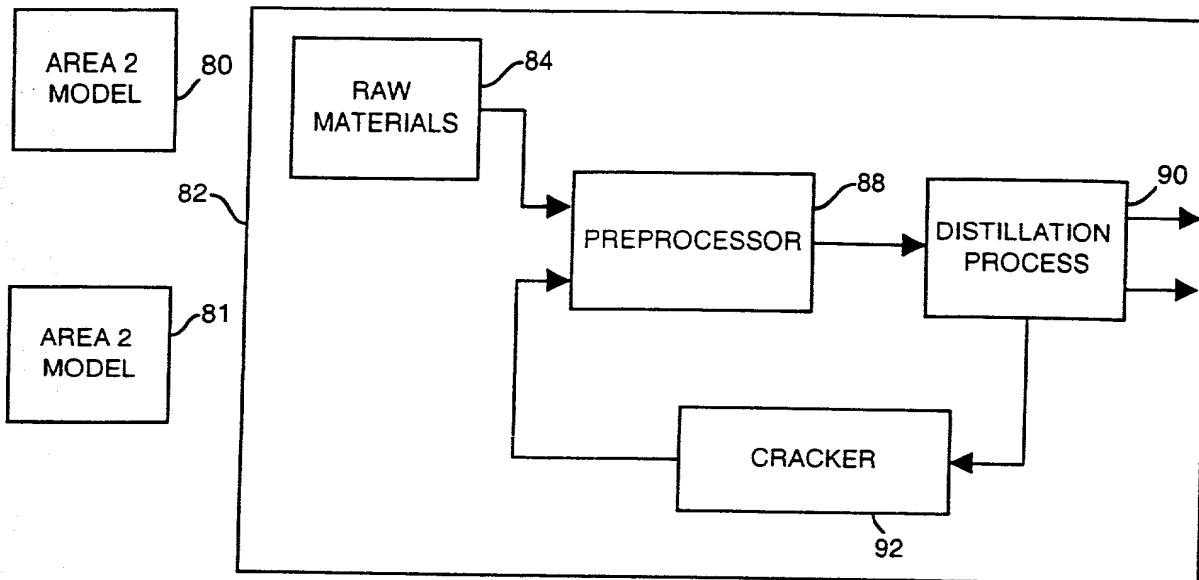 AREA 2
MODEL
80
RAW
MATERIALS
84
82
PREPROCESSOR
88
DISTILLATION
PROCESS
90
AREA 2
MODEL
81
CRACKER
92